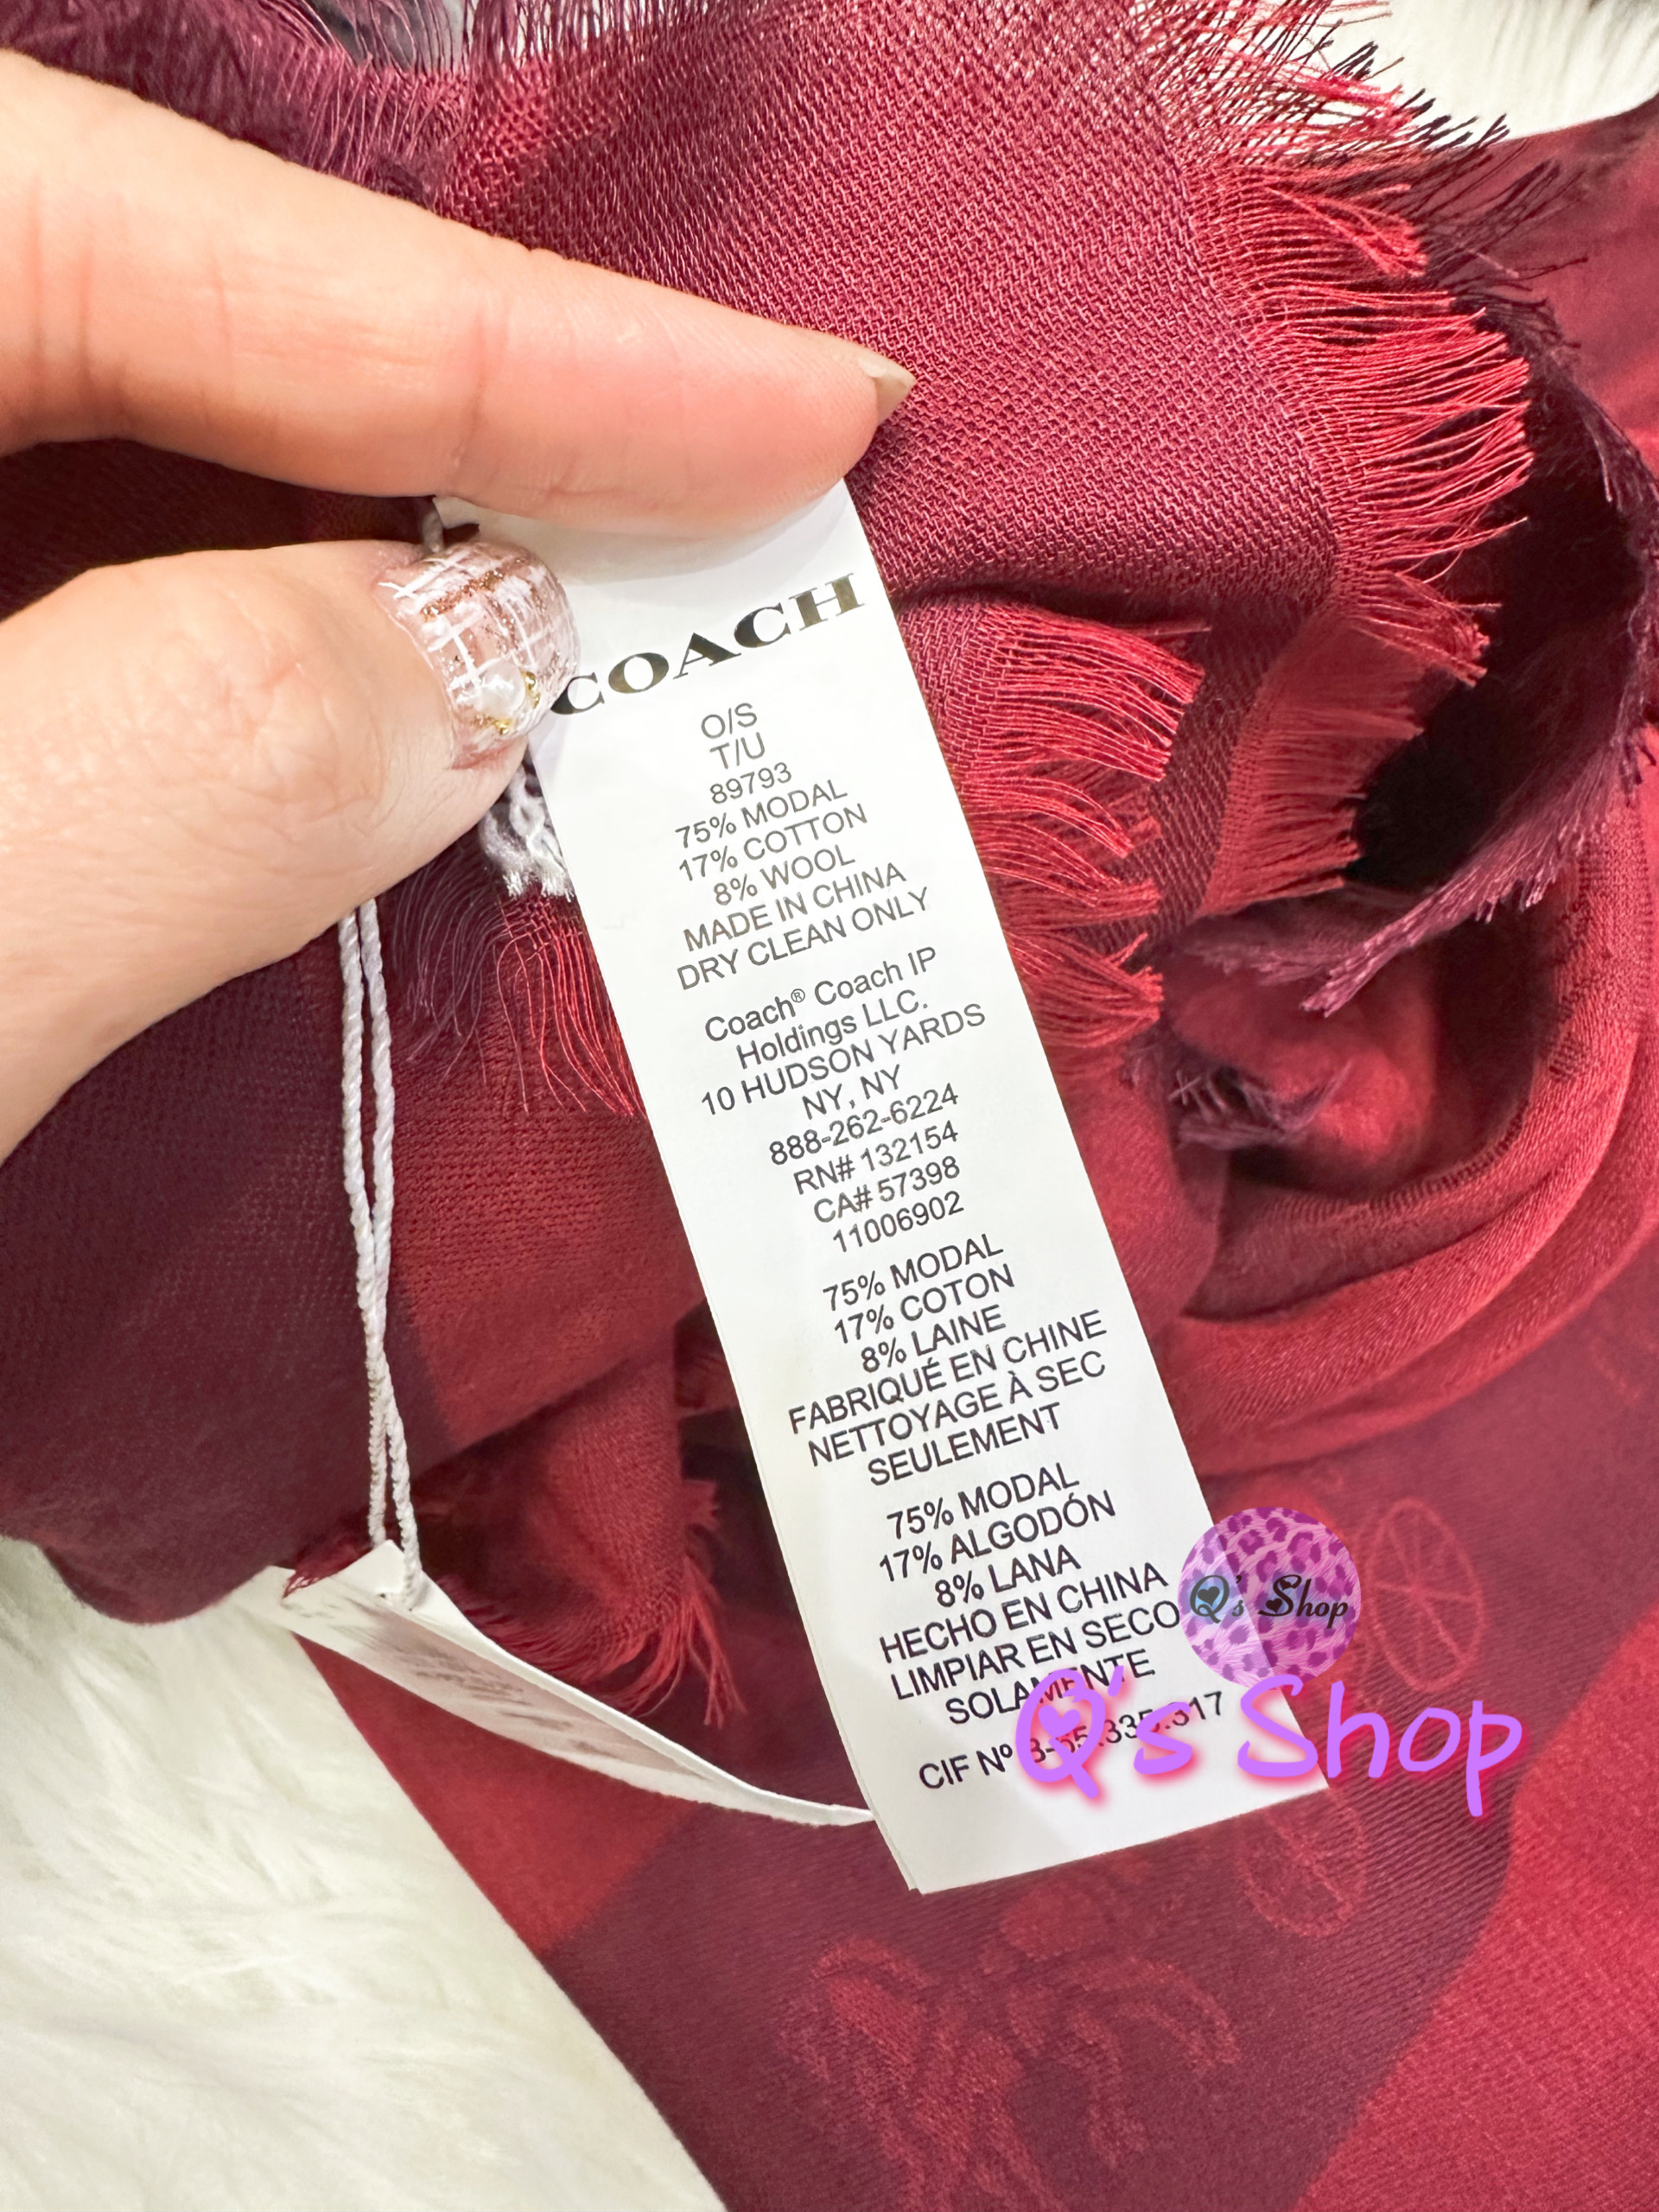 COACH
O/S
T/U
89793
75% MODAL
17% COTTON
8% WOOL
MADE IN CHINA
DRY CLEAN ONLY
Coach® Coach IP
Holdings LLC.
10 HUDSON YARDS
NY, NY
888-262-6224
RN# 132154
CA# 57398
11006902
75% MODAL
17% COTON
8% LAINE
FABRIQUÉ EN CHINE
NETTOYAGE À SEC
SEULEMENT
75% MODAL
17% ALGODÓN
8% LANA
HECHO EN CHINA
LIMPIAR EN SECO
SOLAMENTE
CIF Nº
Q's Shop
Q's Shop